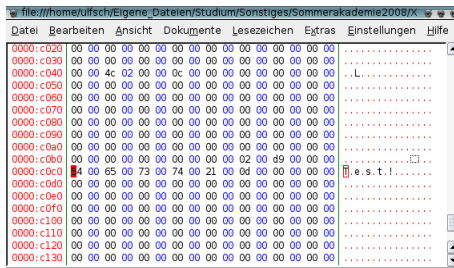 file:///home/ulfsch/Eigene_Dateien/Studium/Sonstiges/Sommerakademie2008/X
Datei Bearbeiten Ansicht Dokumente Lesezeichen Extras Einstellungen Hilfe
0000:c020 00 00 00 00 00 00 00 00 00 00 00 00 00 00 00 00 ................
0000:c030 00 00 00 00 00 00 00 00 00 00 00 00 00 00 00 00 ................
0000:c040 00 00 4c 02 00 00 0c 00 00 00 00 00 00 00 00 00 ..L.............
0000:c050 00 00 00 00 00 00 00 00 00 00 00 00 00 00 00 00 ................
0000:c060 00 00 00 00 00 00 00 00 00 00 00 00 00 00 00 00 ................
0000:c070 00 00 00 00 00 00 00 00 00 00 00 00 00 00 00 00 ................
0000:c080 00 00 00 00 00 00 00 00 00 00 00 00 00 00 00 00 ................
0000:c090 00 00 00 00 00 00 00 00 00 00 00 00 00 00 00 00 ................
0000:c0a0 00 00 00 00 00 00 00 00 00 00 00 00 00 00 00 00 ................
0000:c0b0 00 00 00 00 00 00 00 00 00 00 02 00 d9 00 00 00 ................
0000:c0c0 54 00 65 00 73 00 74 00 21 00 0d 00 00 00 00 00 T.e.s.t.!.......
0000:c0d0 00 00 00 00 00 00 00 00 00 00 00 00 00 00 00 00 ................
0000:c0e0 00 00 00 00 00 00 00 00 00 00 00 00 00 00 00 00 ................
0000:c0f0 00 00 00 00 00 00 00 00 00 00 00 00 00 00 00 00 ................
0000:c100 00 00 00 00 00 00 00 00 00 00 00 00 00 00 00 00 ................
0000:c110 00 00 00 00 00 00 00 00 00 00 00 00 00 00 00 00 ................
0000:c120 00 00 00 00 00 00 00 00 00 00 00 00 00 00 00 00 ................
0000:c130 00 00 00 00 00 00 00 00 00 00 00 00 00 00 00 00 ................